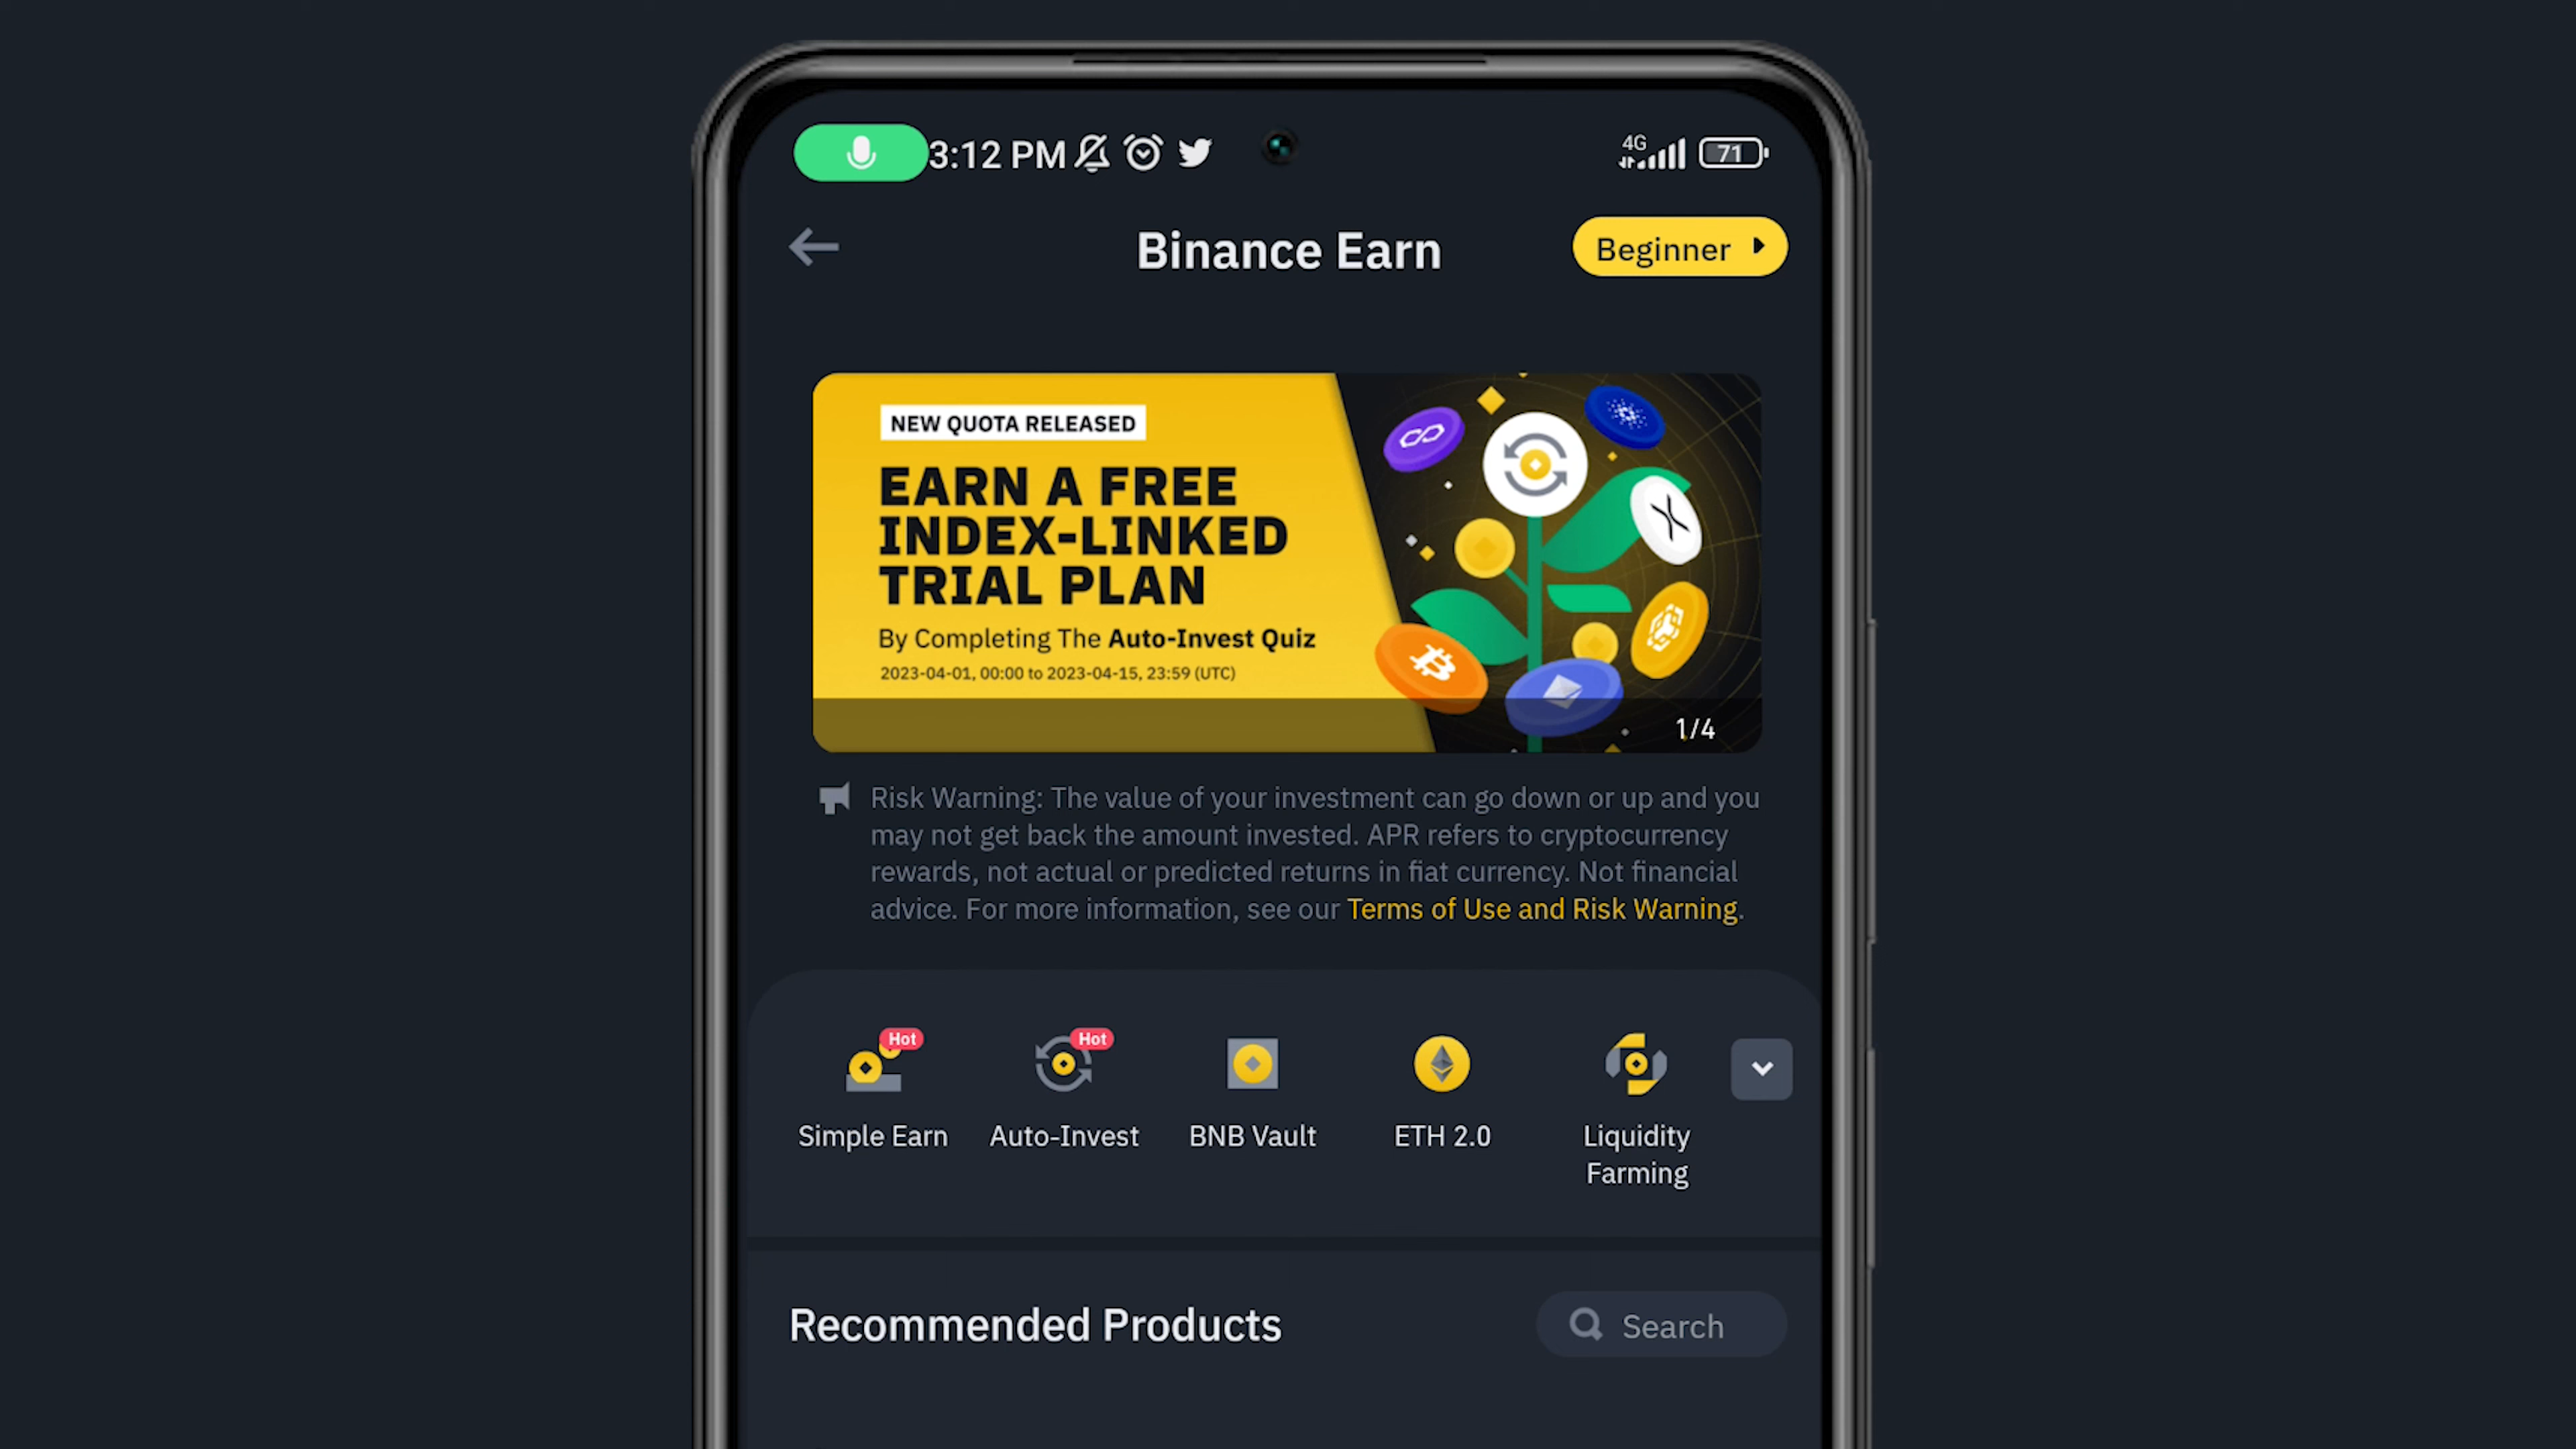 3:12 PM
4G
71
Binance Earn
Beginner
NEW QUOTA RELEASED
EARN A FREE
INDEX-LINKED
TRIAL PLAN
By Completing The Auto-Invest Quiz
2023-04-01, 00:00 to 2023-04-15, 23:59 (UTC)
1/4
Risk Warning: The value of your investment can go down or up and you
may not get back the amount invested. APR refers to cryptocurrency
rewards, not actual or predicted returns in fiat currency. Not financial
advice. For more information, see our Terms of Use and Risk Warning.
Hot
Hot
Simple Earn
Auto-Invest
BNB Vault
ETH 2.0
Liquidity
Farming
Recommended Products
Search